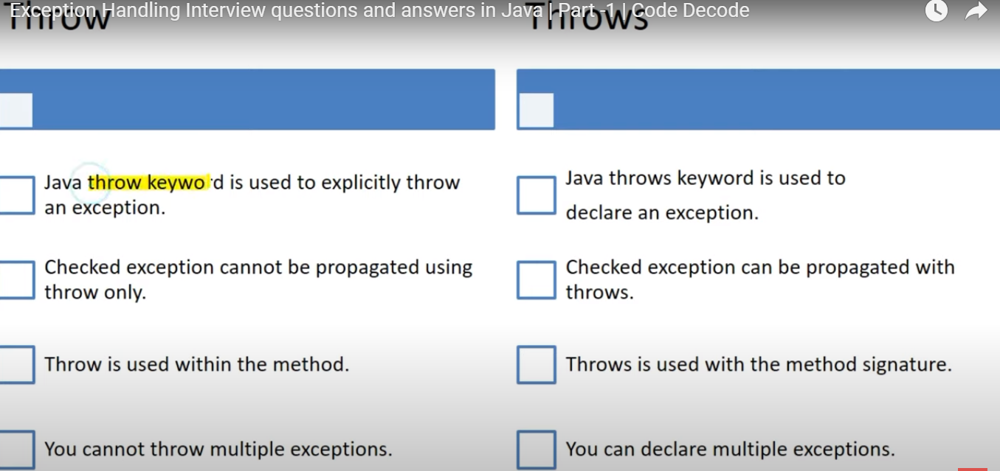 Exception Handling Interview questions and answers in Java | Part -1 | Code Decode
Throw
Throws
Java throw keyword is used to explicitly throw
an exception.
Java throws keyword is used to
declare an exception.
Checked exception cannot be propagated using
throw only.
Checked exception can be propagated with
throws.
Throw is used within the method.
Throws is used with the method signature.
You cannot throw multiple exceptions.
You can declare multiple exceptions.